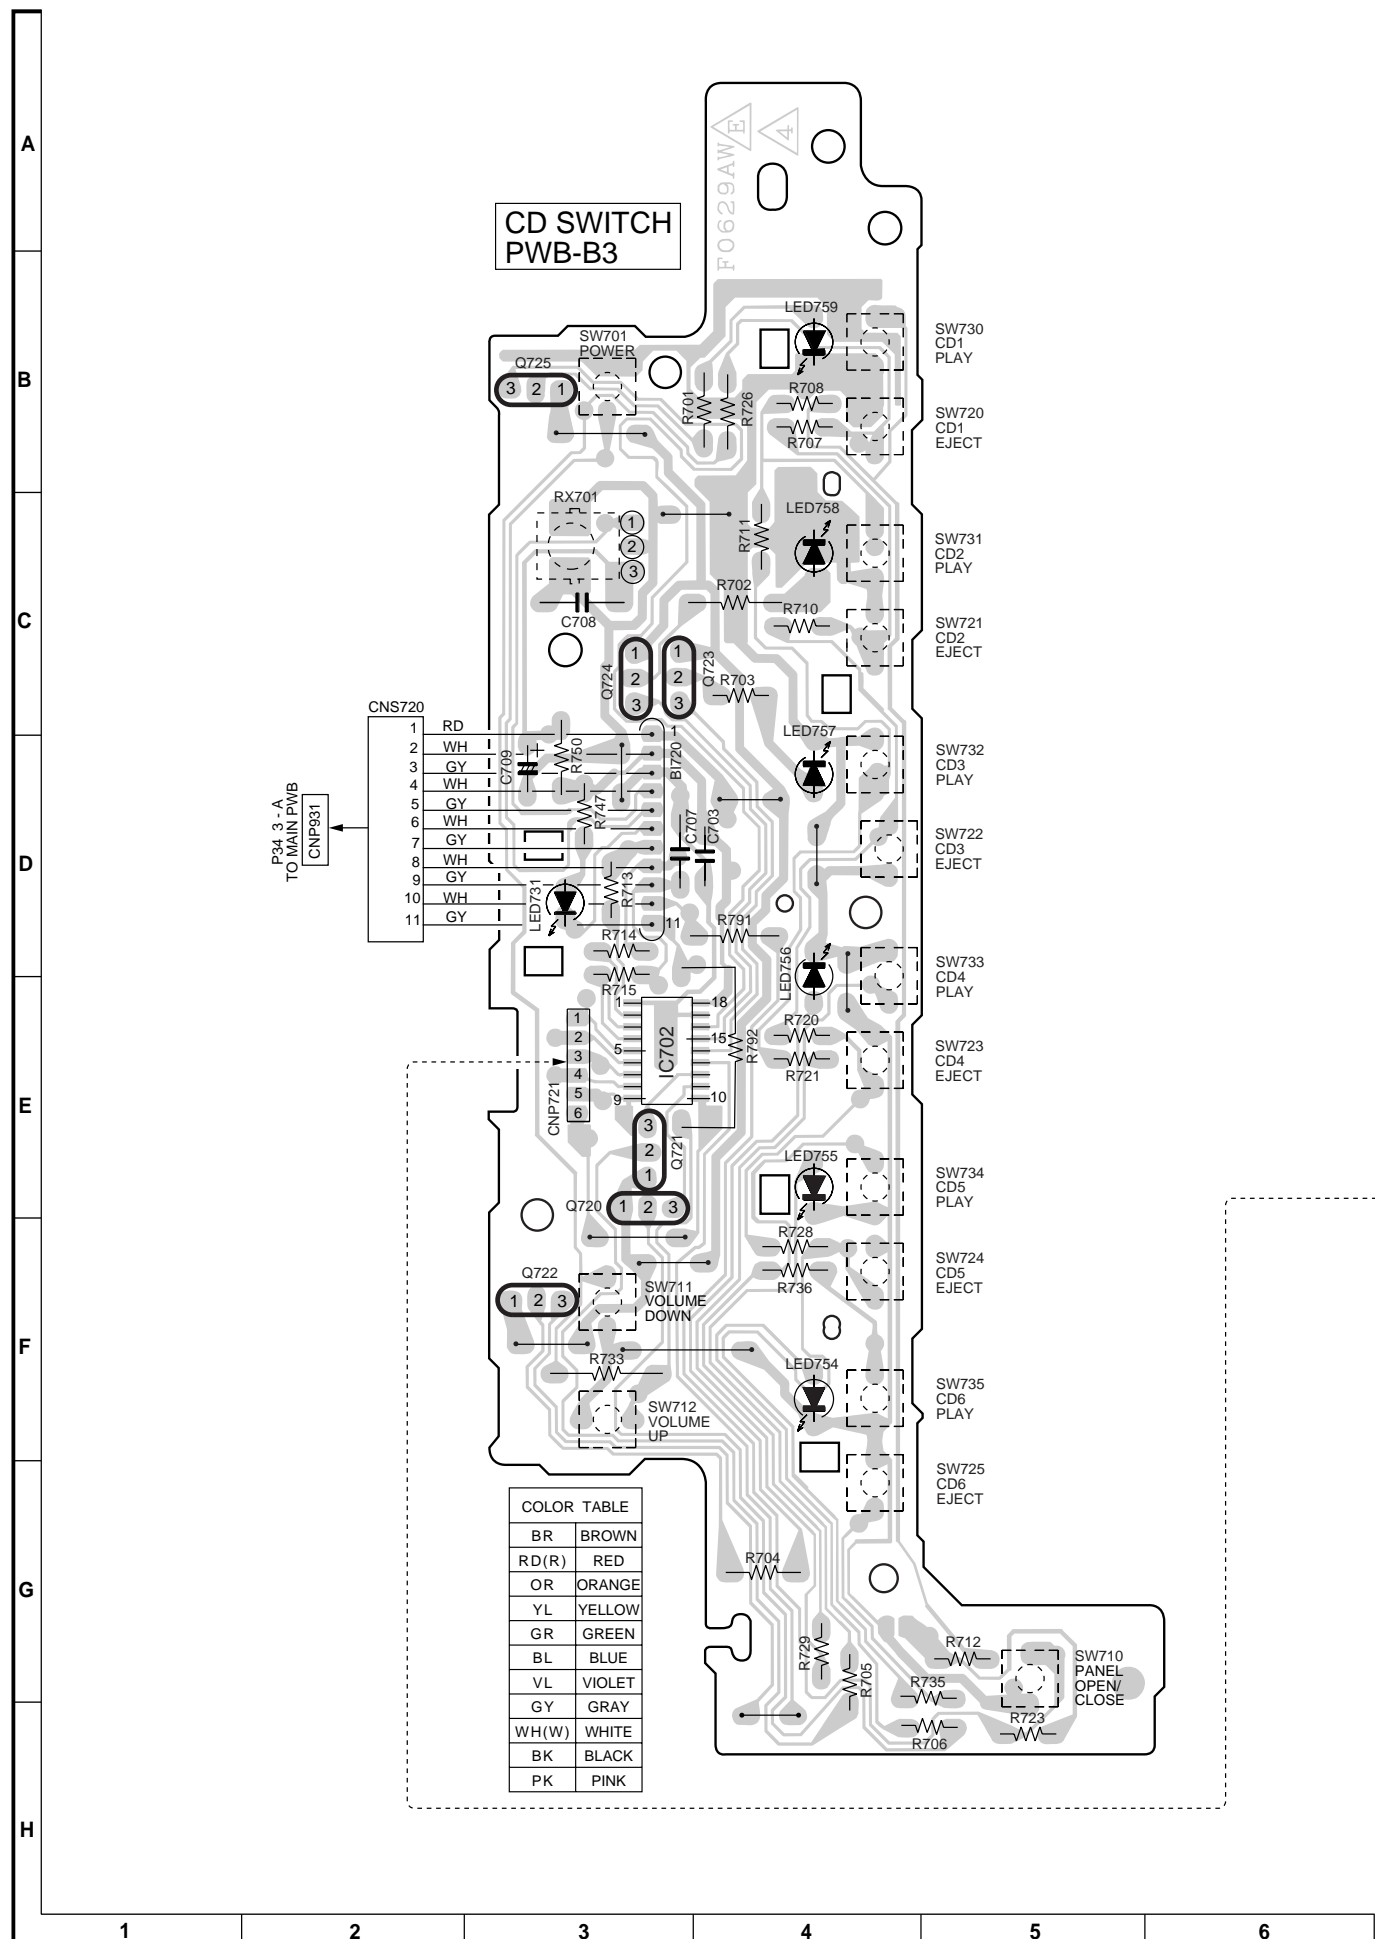 A
B
C
D
E
F
G
H
1
2
3
4
5
6
CD SWITCH
PWB-B3
F0629AW
E
4
SW701
POWER
Q725
3 2 1
LED759
R701
R726
R708
R707
SW730
CD1
PLAY
SW720
CD1
EJECT
RX701
1
2
3
C708
R711
LED758
SW731
CD2
PLAY
R702
R710
SW721
CD2
EJECT
Q724
1
2
3
Q723
1
2
3
R703
CNS720
1 RD
2 WH
3 GY
4 WH
5 GY
6 WH
7 GY
8 WH
9 GY
10 WH
11 GY
P34 3 - A
TO MAIN PWB
CNP931
C709
+
R750
R747
BI720
1
11
C707
C703
LED757
SW732
CD3
PLAY
SW722
CD3
EJECT
LED731
R713
R714
R715
R791
LED756
SW733
CD4
PLAY
IC702
1
5
9
18
15
10
R792
R720
R721
SW723
CD4
EJECT
CNP721
1
2
3
4
5
6
Q721
3
2
1
Q720
1 2 3
LED755
SW734
CD5
PLAY
R728
R736
SW724
CD5
EJECT
Q722
1 2 3
SW711
VOLUME
DOWN
R733
SW712
VOLUME
UP
LED754
SW735
CD6
PLAY
SW725
CD6
EJECT
COLOR TABLE
BR BROWN
RD(R) RED
OR ORANGE
YL YELLOW
GR GREEN
BL BLUE
VL VIOLET
GY GRAY
WH(W) WHITE
BK BLACK
PK PINK
R704
R729
R705
R712
R735
R706
R723
SW710
PANEL
OPEN/
CLOSE